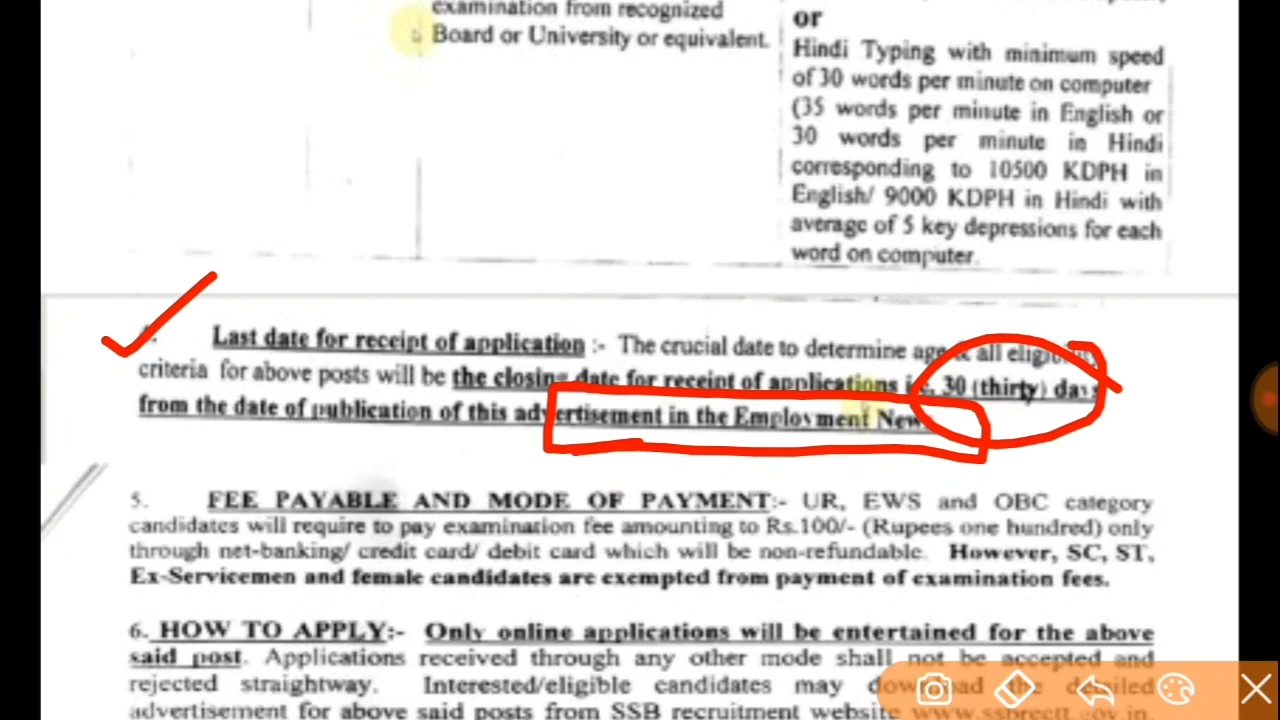 examination from recognized
Board or University or equivalent.
or
Hindi Typing with minimum speed
of 30 words per minute on computer
(35 words per minute in English or
30 words per minute in Hindi
corresponding to 10500 KDPH in
English/ 9000 KDPH in Hindi with
average of 5 key depressions for each
word on computer.
Last date for receipt of application :- The crucial date to determine age & all
criteria for above posts will be the closing date for receipt of applications i.e. 30 (thirty) days
from the date of publication of this advertisement in the Employment News
5. FEE PAYABLE AND MODE OF PAYMENT:- UR, EWS and OBC category
candidates will require to pay examination fee amounting to Rs.100/- (Rupees one hundred) only
through net-banking/ credit card/ debit card which will be non-refundable. However, SC, ST,
Ex-Servicemen and female candidates are exempted from payment of examination fees.
6. HOW TO APPLY:- Only online applications will be entertained for the above
said post. Applications received through any other mode shall not be accepted and
rejected straightway. Interested/eligible candidates may download the detailed
advertisement for above said posts from SSB recruitment website www.ssbrectt.gov.in.